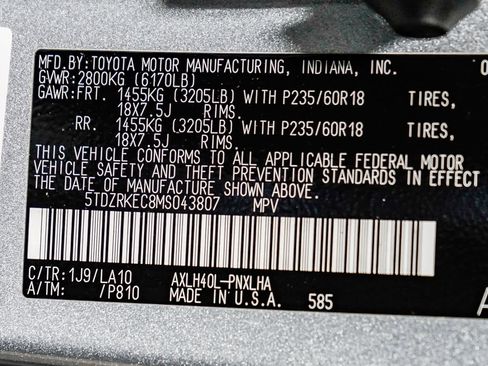 MFD.BY: TOYOTA MOTOR MANUFACTURING, INDIANA, INC. 0
GVWR: 2800KG (6170LB)
GAWR: FRT. 1455KG (3205LB) WITH P235/60R18 TIRES,
18X7.5J RIMS.
RR. 1455KG (3205LB) WITH P235/60R18 TIRES,
18X7.5J RIMS.
THIS VEHICLE CONFORMS TO ALL APPLICABLE FEDERAL MOTOR
VEHICLE SAFETY AND THEFT PREVENTION STANDARDS IN EFFECT
THE DATE OF MANUFACTURE SHOWN ABOVE.
5TDZRKEC8MS043807 MPV
C/TR: 1J9/LA10 AXLH40L-PNXLHA
A/TM: /P810 MADE IN U.S.A. 585